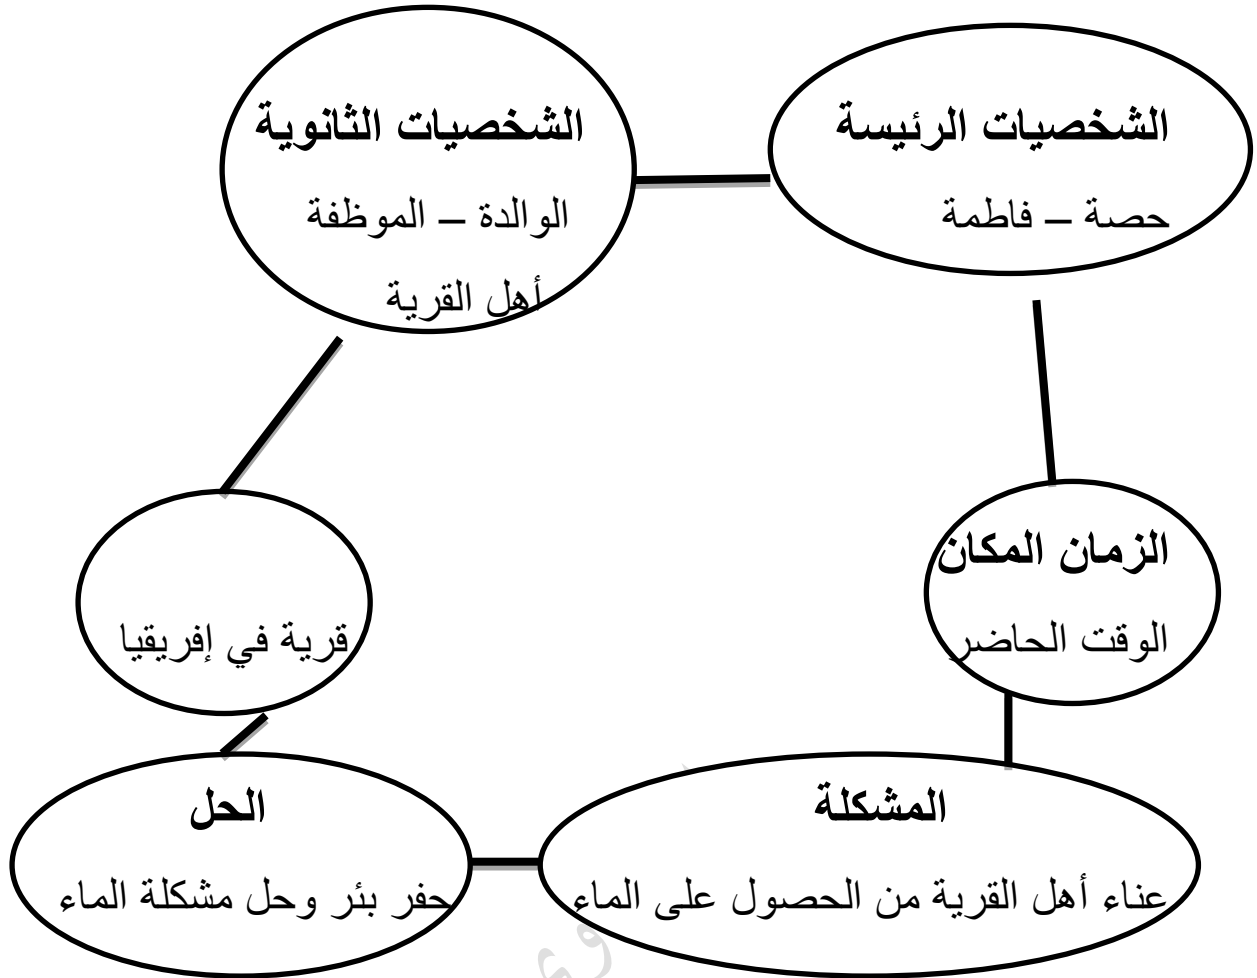 الشخصيات الرئيسة
حصة – فاطمة
الشخصيات الثانوية
الوالدة – الموظفة
أهل القرية
الزمان المكان
الوقت الحاضر
قرية في إفريقيا
المشكلة
عناء أهل القرية من الحصول على الماء
الحل
حفر بئر وحل مشكلة الماء